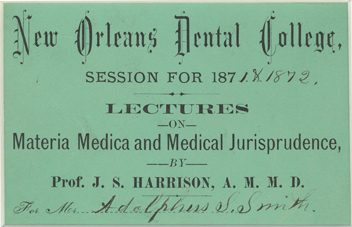 New Orleans Dental College,
SESSION FOR 1871 & 1872.
LECTURES
—ON—
Materia Medica and Medical Jurisprudence,
—BY—
Prof. J. S. HARRISON, A. M. M. D.
For Mr. Adolphus S. Smith.